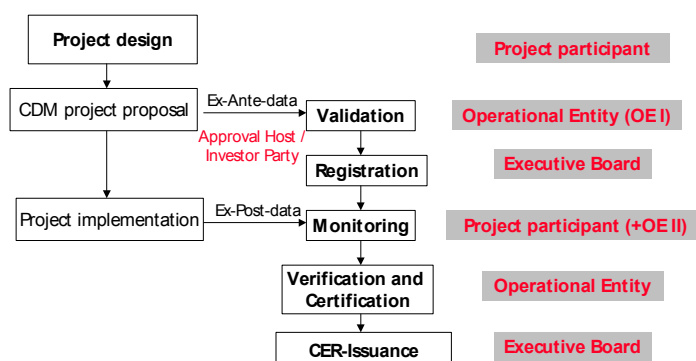 Project design
Project participant
CDM project proposal
Ex-Ante-data
Validation
Operational Entity (OE I)
Approval Host /
Investor Party
Registration
Executive Board
Project implementation
Ex-Post-data
Monitoring
Project participant (+OE II)
Verification and
Certification
Operational Entity
CER-Issuance
Executive Board